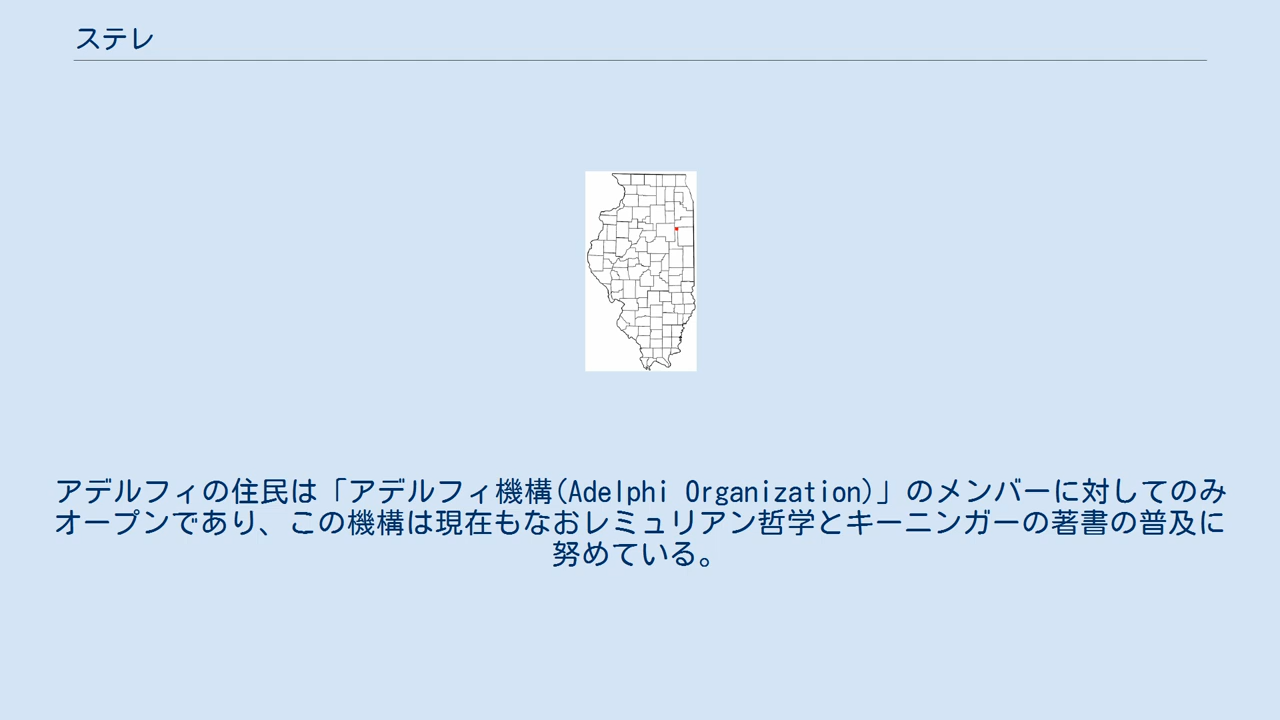 ステレ
アデルフィの住民は「アデルフィ機構(Adelphi Organization)」のメンバーに対してのみ
オープンであり、この機構は現在もなおレミュリアン哲学とキーニンガーの著書の普及に
努めている。